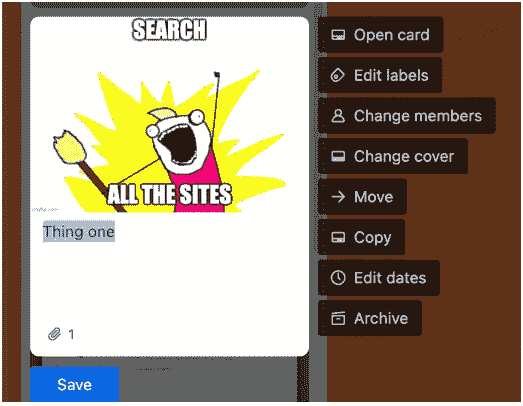 SEARCH
ALL THE SITES
Thing one
1
Save
Open card
Edit labels
Change members
Change cover
Move
Copy
Edit dates
Archive